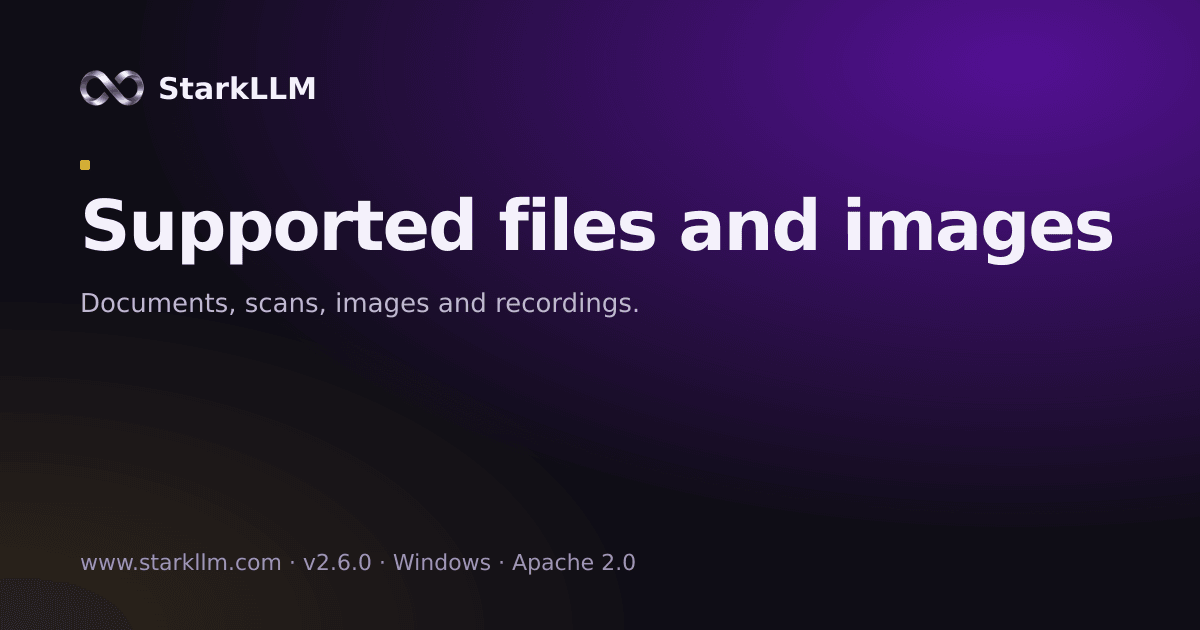 StarkLLM
Supported files and images
Documents, scans, images and recordings.
www.starkllm.com · v2.6.0 · Windows · Apache 2.0